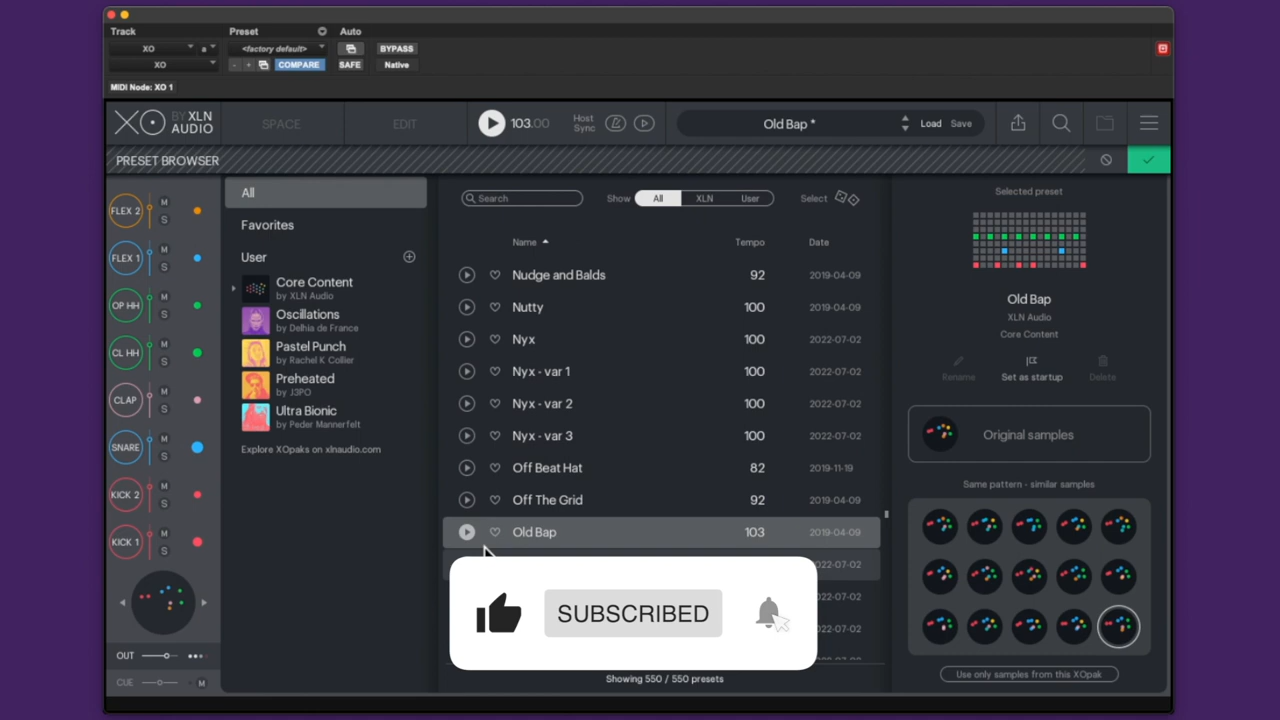 Track
Preset
Auto
XO
a
<factory default>
BYPASS
XO
- +
COMPARE
SAFE
Native
MIDI Node: XO 1
XO BY XLN AUDIO
SPACE
EDIT
103.00
Host Sync
Old Bap *
Load
Save
PRESET BROWSER
FLEX 2
M
S
FLEX 1
M
S
OP HH
M
S
CL HH
M
S
CLAP
M
S
SNARE
M
S
KICK 2
M
S
KICK 1
M
S
OUT
CUE
M
All
Favorites
User
Core Content
by XLN Audio
Oscillations
by Delhia de France
Pastel Punch
by Rachel K Collier
Preheated
by J3PO
Ultra Bionic
by Peder Mannerfelt
Explore XOpaks on xlnaudio.com
Search
Show
All
XLN
User
Select
Name
Tempo
Date
Nudge and Balds 92 2019-04-09
Nutty 100 2019-04-09
Nyx 100 2022-07-02
Nyx - var 1 100 2022-07-02
Nyx - var 2 100 2022-07-02
Nyx - var 3 100 2022-07-02
Off Beat Hat 82 2019-11-19
Off The Grid 92 2019-04-09
Old Bap 103 2019-04-09
022-07-02
022-07-02
022-07-02
SUBSCRIBED
Showing 550 / 550 presets
Selected preset
Old Bap
XLN Audio
Core Content
Rename
Set as startup
Delete
Original samples
Same pattern - similar samples
Use only samples from this XOpak